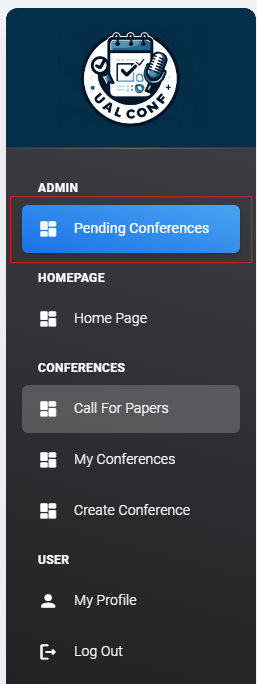 UAL CONF
ADMIN
Pending Conferences
HOMEPAGE
Home Page
CONFERENCES
Call For Papers
My Conferences
Create Conference
USER
My Profile
Log Out